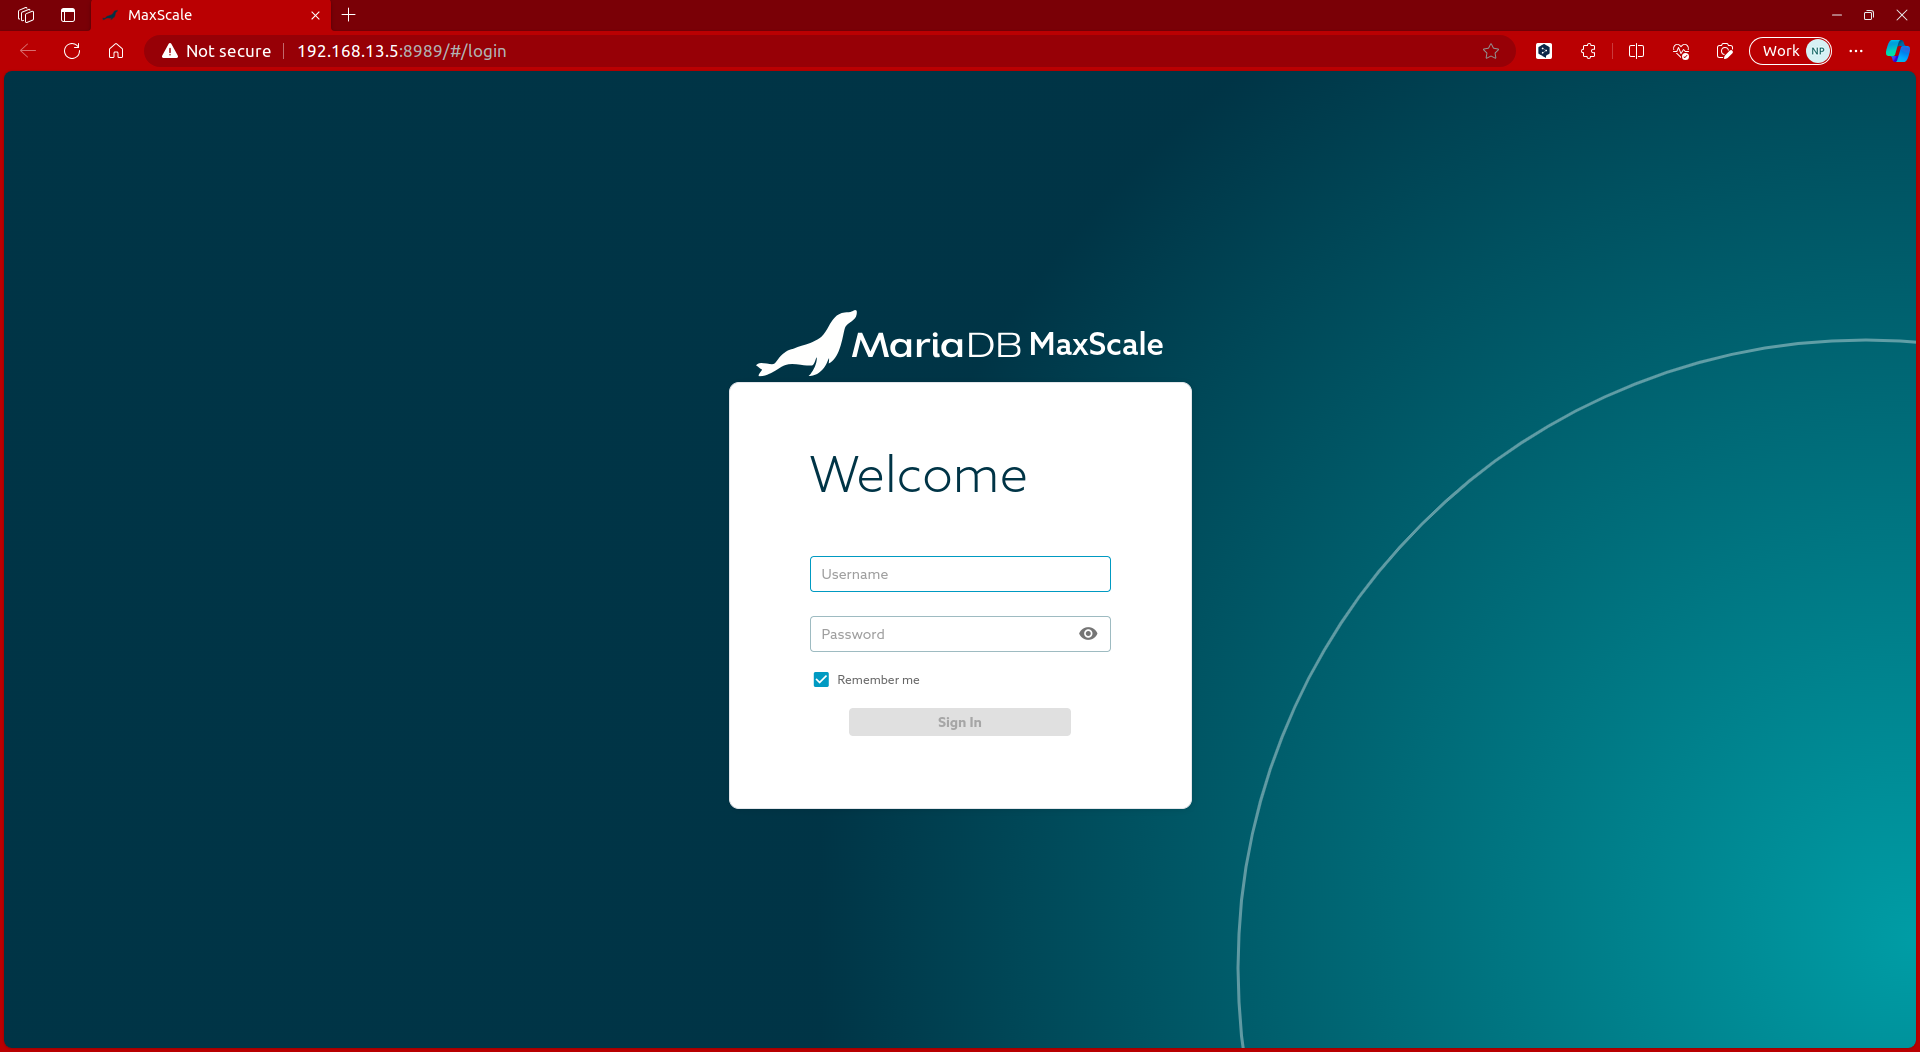 MaxScale
Not secure
192.168.13.5:8989/#/login
Work NP
MariaDB MaxScale
Welcome
Username
Password
Remember me
Sign In